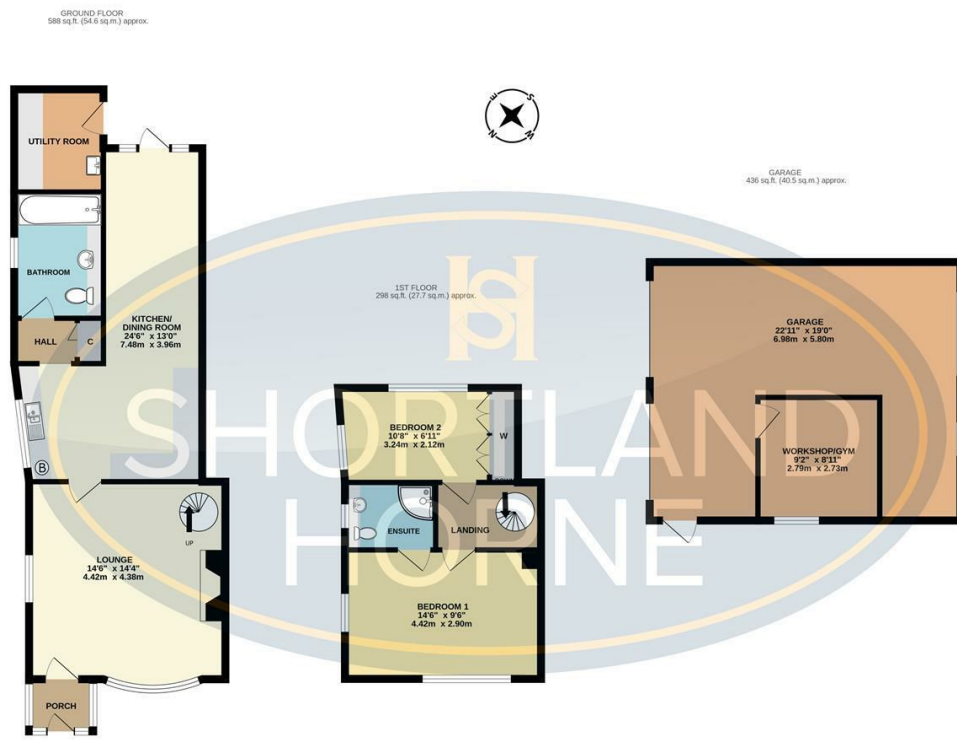 GROUND FLOOR
588 sq.ft. (54.6 sq.m.) approx.
UTILITY ROOM
BATHROOM
HALL
C
KITCHEN/
DINING ROOM
24'6" x 13'0"
7.48m x 3.96m
B
LOUNGE
14'6" x 14'4"
4.42m x 4.38m
UP
PORCH
E
S
N
W
1ST FLOOR
298 sq.ft. (27.7 sq.m.) approx.
BEDROOM 2
10'8" x 6'11"
3.24m x 2.12m
W
DOWN
ENSUITE
LANDING
BEDROOM 1
14'6" x 9'6"
4.42m x 2.90m
GARAGE
436 sq.ft. (40.5 sq.m.) approx.
GARAGE
22'11" x 19'0"
6.98m x 5.80m
WORKSHOP/GYM
9'2" x 8'11"
2.79m x 2.73m
SH
SHORTLAND
HORNE